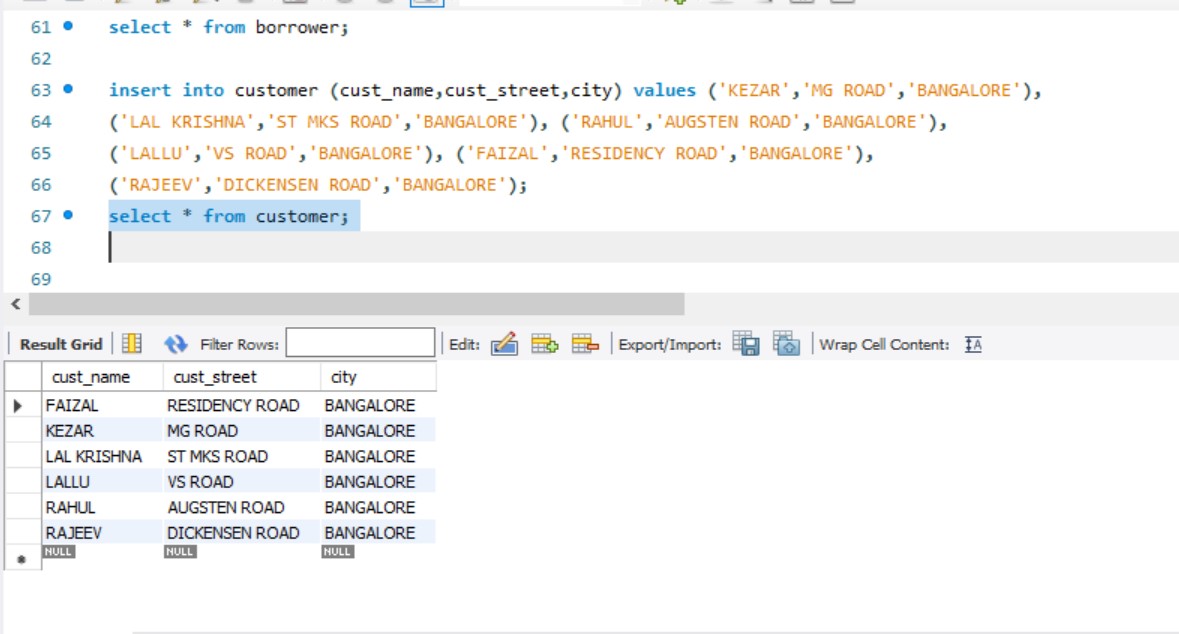 61 select * from borrower;
62
63 insert into customer (cust_name,cust_street,city) values ('KEZAR','MG ROAD','BANGALORE'),
64 ('LAL KRISHNA','ST MKS ROAD','BANGALORE'), ('RAHUL','AUGSTEN ROAD','BANGALORE'),
65 ('LALLU','VS ROAD','BANGALORE'), ('FAIZAL','RESIDENCY ROAD','BANGALORE'),
66 ('RAJEEV','DICKENSEN ROAD','BANGALORE');
67 select * from customer;
68
69
Result Grid Filter Rows: Edit: Export/Import: Wrap Cell Content: IA
cust_name cust_street city
FAIZAL RESIDENCY ROAD BANGALORE
KEZAR MG ROAD BANGALORE
LAL KRISHNA ST MKS ROAD BANGALORE
LALLU VS ROAD BANGALORE
RAHUL AUGSTEN ROAD BANGALORE
RAJEEV DICKENSEN ROAD BANGALORE
NULL NULL NULL